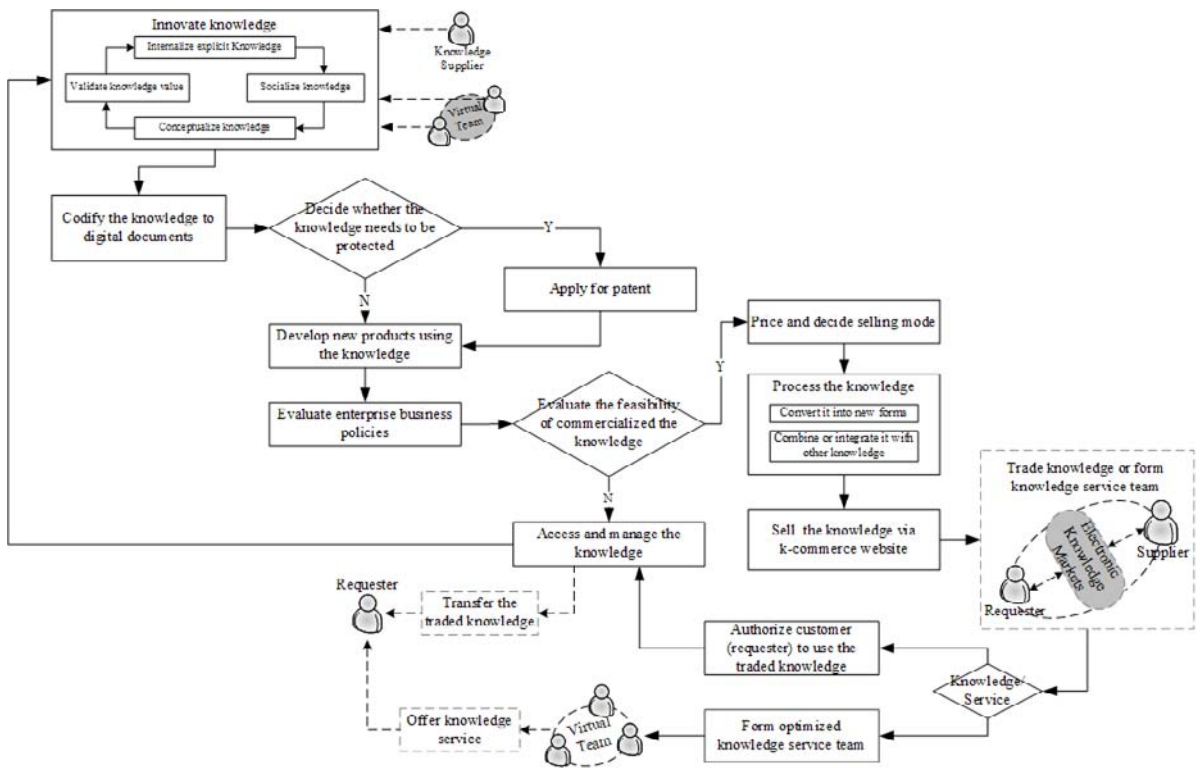 Innovate knowledge
Internalize explicit Knowledge
Validate knowledge value
Socialize knowledge
Conceptualize knowledge
Knowledge
Supplier
Virtual
Team
Codify the knowledge to
digital documents
Decide whether the
knowledge needs to be
protected
Y
N
Apply for patent
Develop new products using
the knowledge
Evaluate enterprise business
policies
Evaluate the feasibility
of commercialized the
knowledge
Y
N
Price and decide selling mode
Process the knowledge
Convert it into new forms
Combine or integrate it with
other knowledge
Sell the knowledge via
k-commerce website
Trade knowledge or form
knowledge service team
Electronic
Knowledge
Markets
Supplier
Requester
Access and manage the
knowledge
Requester
Transfer the
traded knowledge
Authorize customer
(requester) to use the
traded knowledge
Knowledge/
Service
Offer knowledge
service
Virtual
Team
Form optimized
knowledge service team